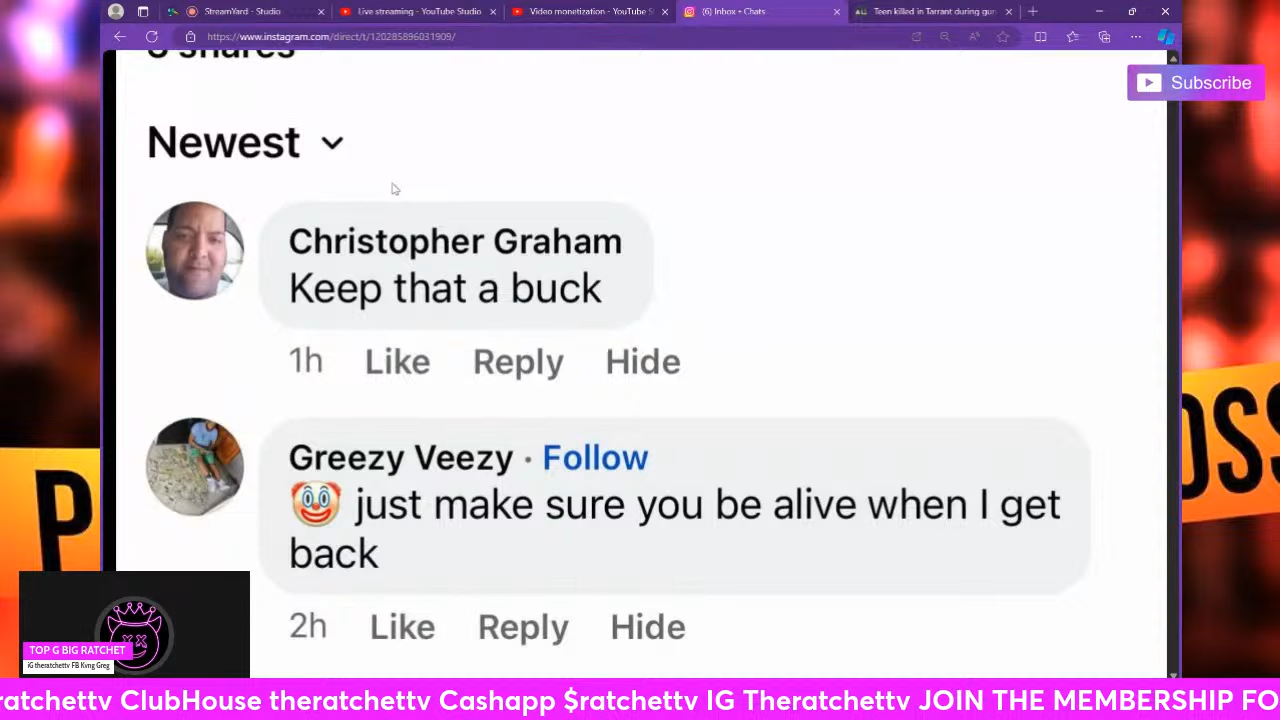 StreamYard - Studio
Live streaming - YouTube Studio
Video monetization - YouTube S
(6) Inbox • Chats
Teen killed in Tarrant during gun
https://www.instagram.com/direct/t/120285896031909/
Subscribe
Newest
Christopher Graham
Keep that a buck
1h Like Reply Hide
Greezy Veezy · Follow
🤡 just make sure you be alive when I get
back
2h Like Reply Hide
P
OSS
TOP G BIG RATCHET
iG theratchettv FB Kvng Greg
ratchettv ClubHouse theratchettv Cashapp $ratchettv IG Theratchettv JOIN THE MEMBERSHIP FO